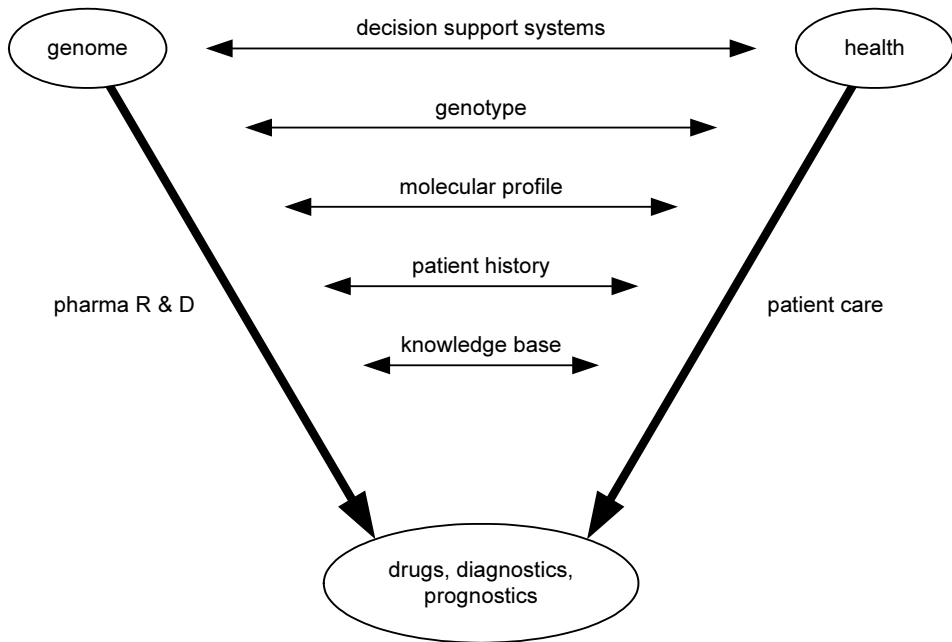 genome
decision support systems
health
genotype
molecular profile
patient history
pharma R & D
patient care
knowledge base
drugs, diagnostics,
prognostics